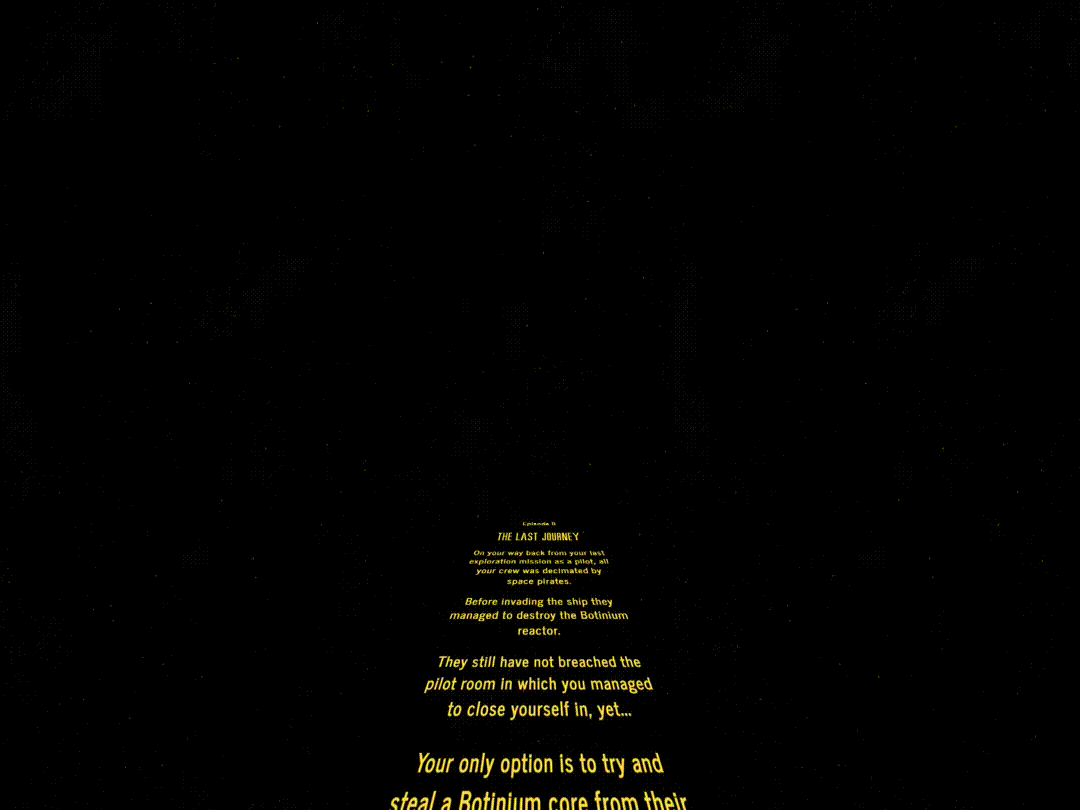 Episode II
THE LAST JOURNEY
On your way back from your last
exploration mission as a pilot, all
your crew was decimated by
space pirates.
Before invading the ship they
managed to destroy the Botinium
reactor.
They still have not breached the
pilot room in which you managed
to close yourself in, yet...
Your only option is to try and
steal a Botinium core from their